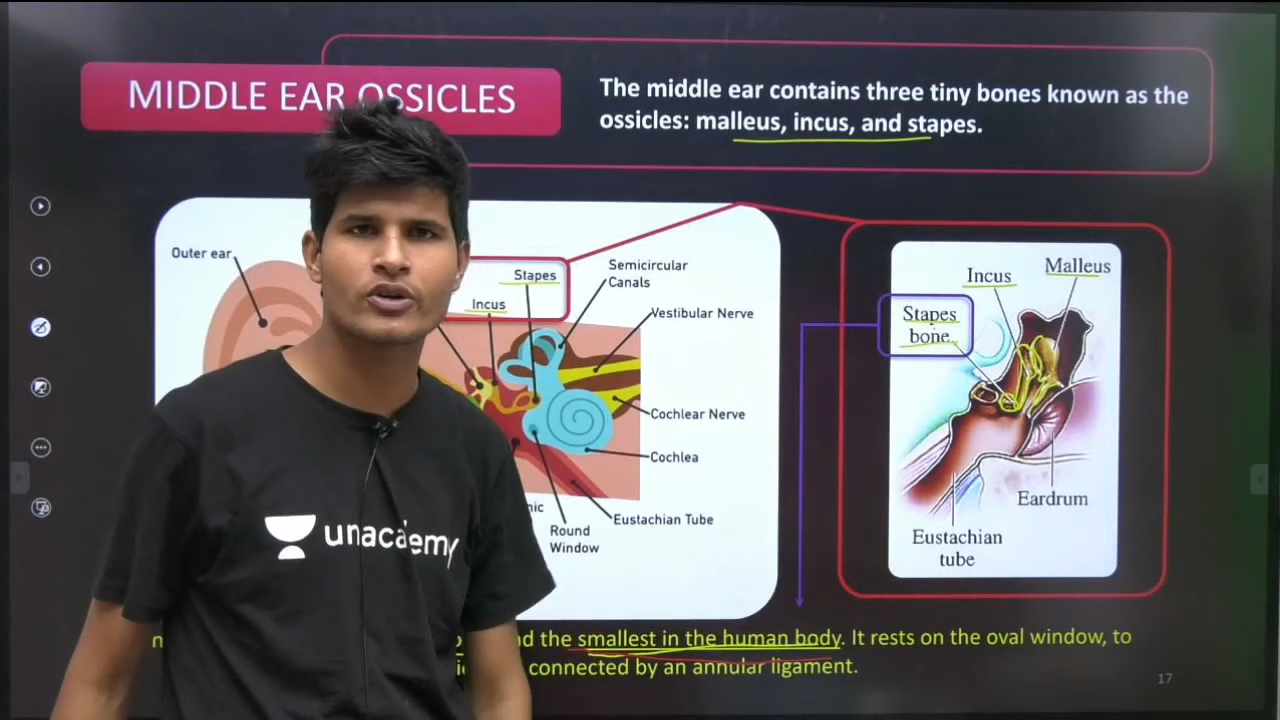 MIDDLE EAR OSSICLES
The middle ear contains three tiny bones known as the
ossicles: malleus, incus, and stapes.
Outer ear
Stapes
Incus
Semicircular
Canals
Vestibular Nerve
Cochlear Nerve
Cochlea
Eustachian Tube
Round
Window
Incus
Malleus
Stapes
bone
Eardrum
Eustachian
tube
unacademy
the smallest in the human body. It rests on the oval window, to
connected by an annular ligament.
17